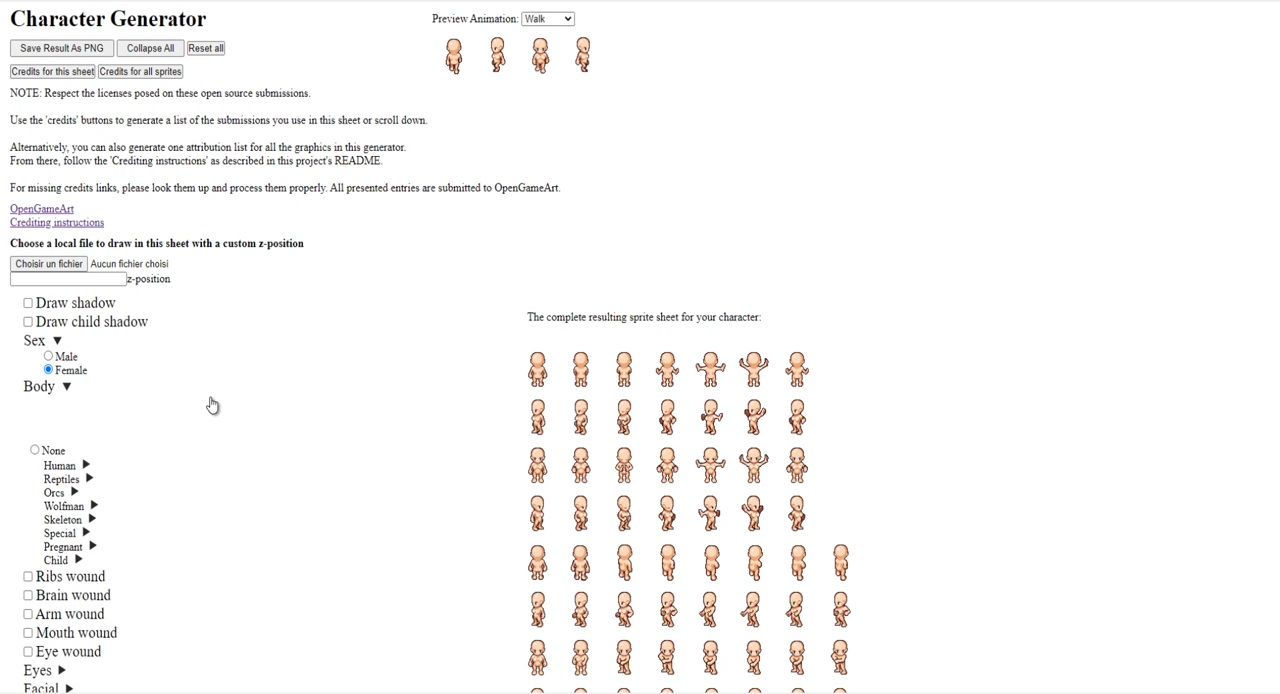 Character Generator
Preview Animation: Walk
Save Result As PNG Collapse All Reset all
Credits for this sheet Credits for all sprites
NOTE: Respect the licenses posed on these open source submissions.
Use the 'credits' buttons to generate a list of the submissions you use in this sheet or scroll down.
Alternatively, you can also generate one attribution list for all the graphics in this generator.
From there, follow the 'Crediting instructions' as described in this project's README.
For missing credits links, please look them up and process them properly. All presented entries are submitted to OpenGameArt.
OpenGameArt
Crediting instructions
Choose a local file to draw in this sheet with a custom z-position
Choisir un fichier Aucun fichier choisi
z-position
Draw shadow
Draw child shadow
The complete resulting sprite sheet for your character:
Sex
Male
Female
Body
None
Human
Reptiles
Orcs
Wolfman
Skeleton
Special
Pregnant
Child
Ribs wound
Brain wound
Arm wound
Mouth wound
Eye wound
Eyes
Facial